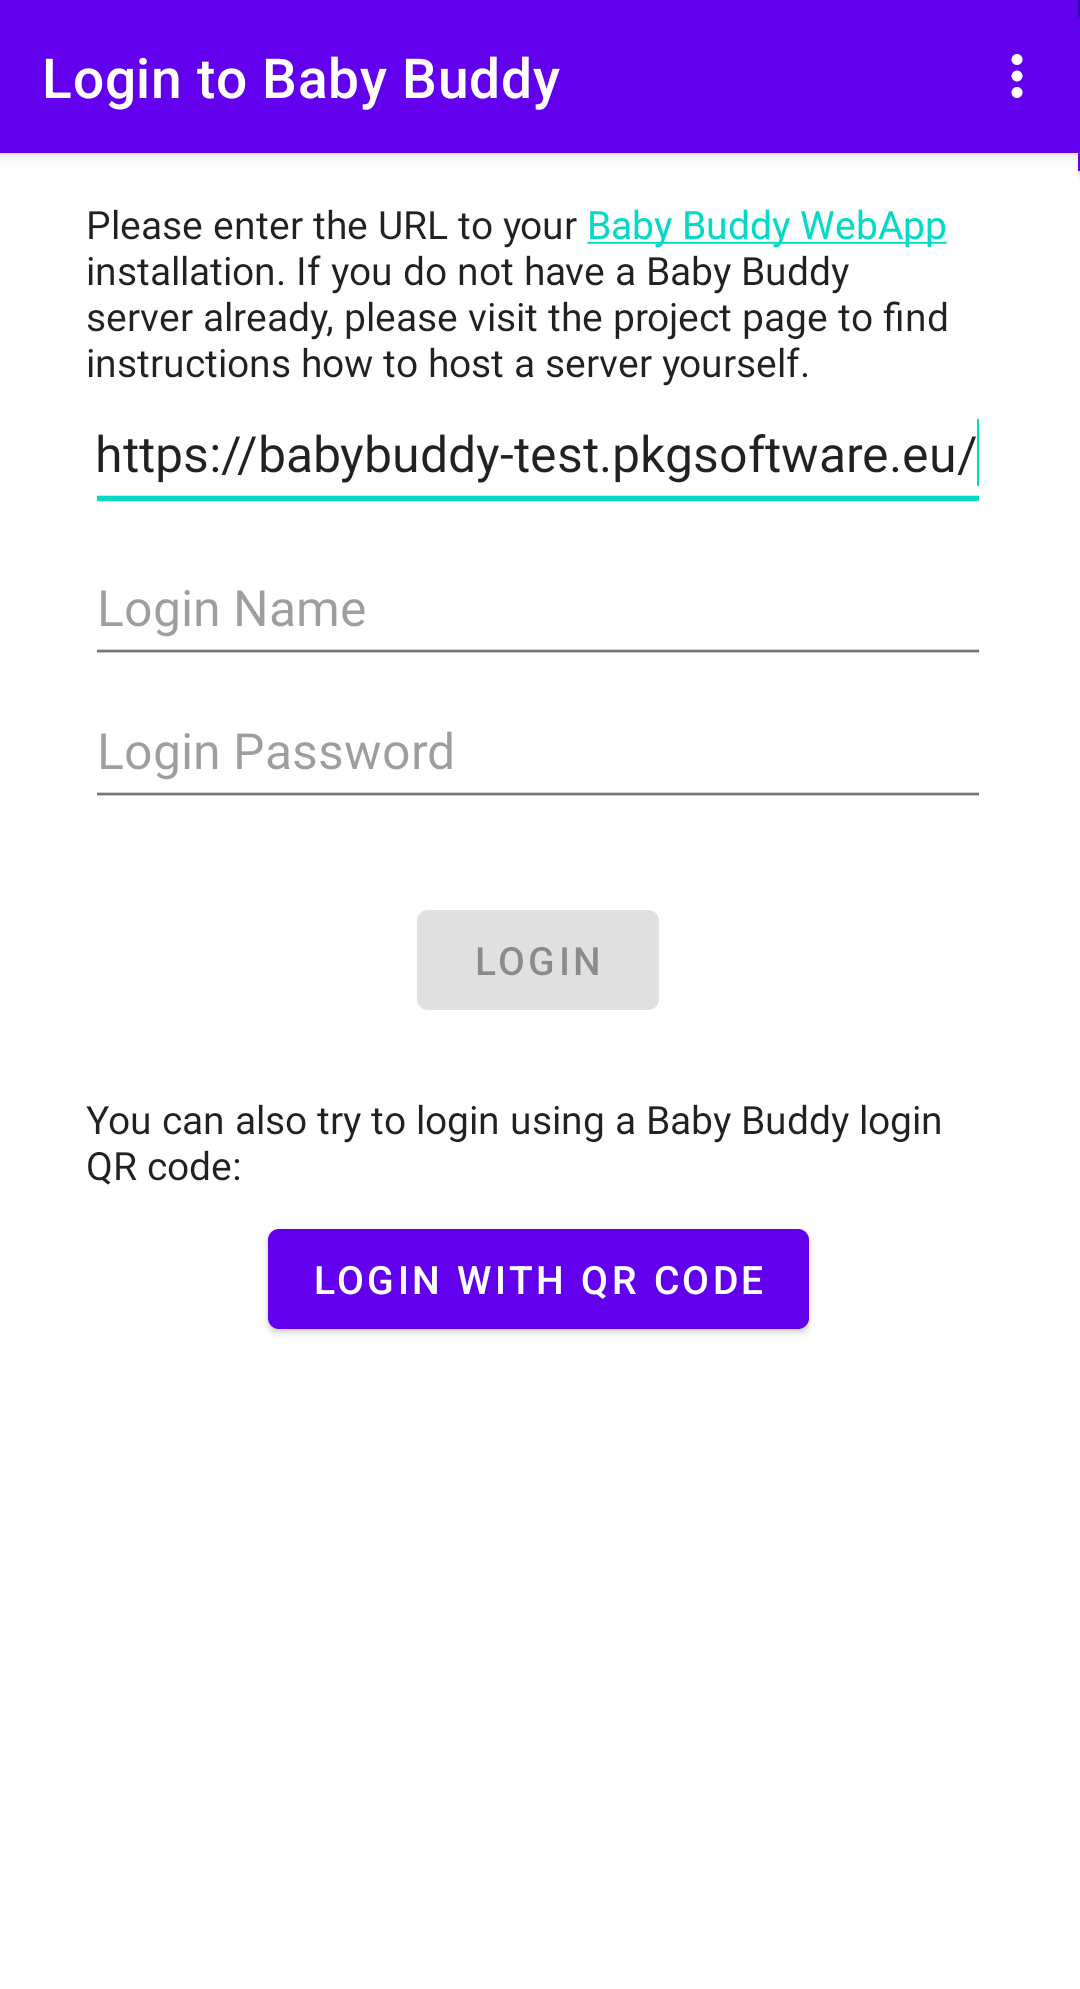 Login to Baby Buddy
Please enter the URL to your Baby Buddy WebApp
installation. If you do not have a Baby Buddy
server already, please visit the project page to find
instructions how to host a server yourself.
https://babybuddy-test.pkgsoftware.eu/
Login Name
Login Password
LOGIN
You can also try to login using a Baby Buddy login
QR code:
LOGIN WITH QR CODE